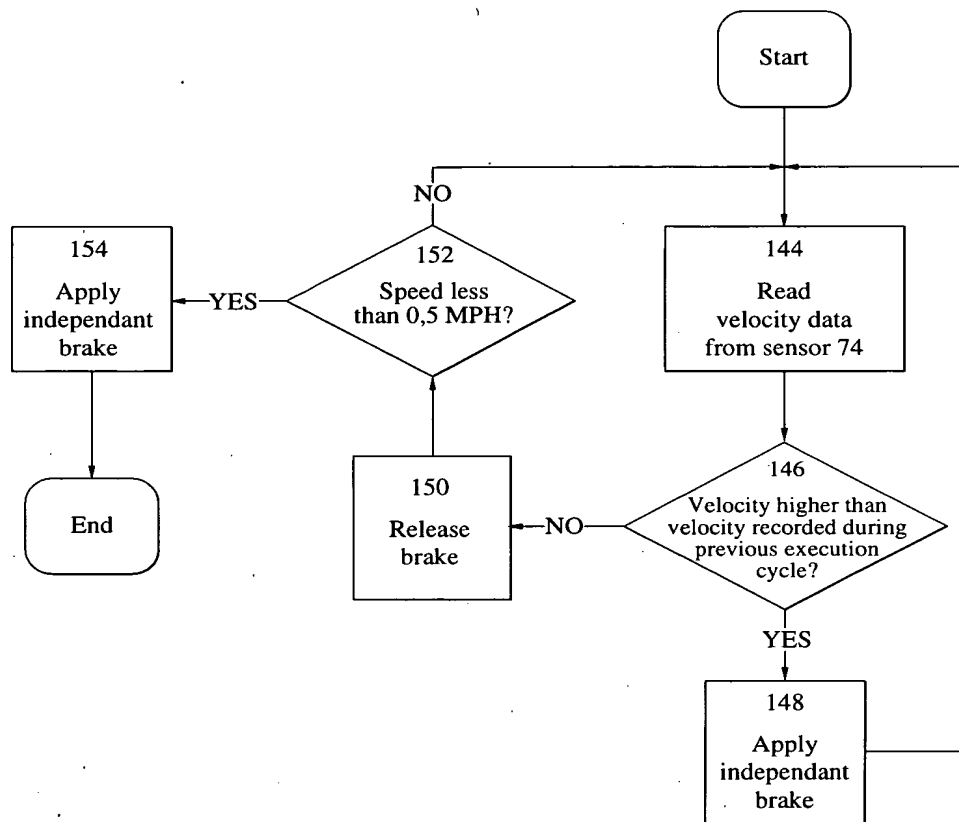 Start
144
Read
velocity data
from sensor 74
146
Velocity higher than
velocity recorded during
previous execution
cycle?
YES
148
Apply
independant
brake
NO
150
Release
brake
152
Speed less
than 0,5 MPH?
NO
YES
154
Apply
independant
brake
End